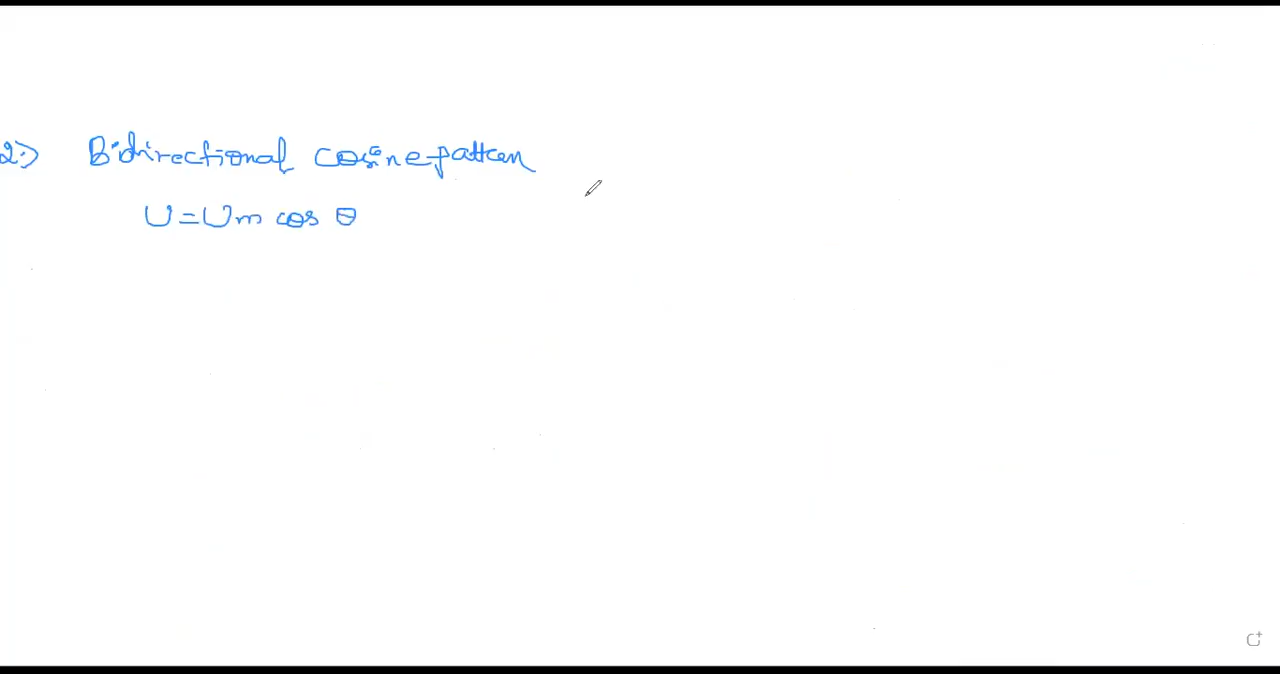 2.) Bidirectional cosine pattern
U = Um cos θ